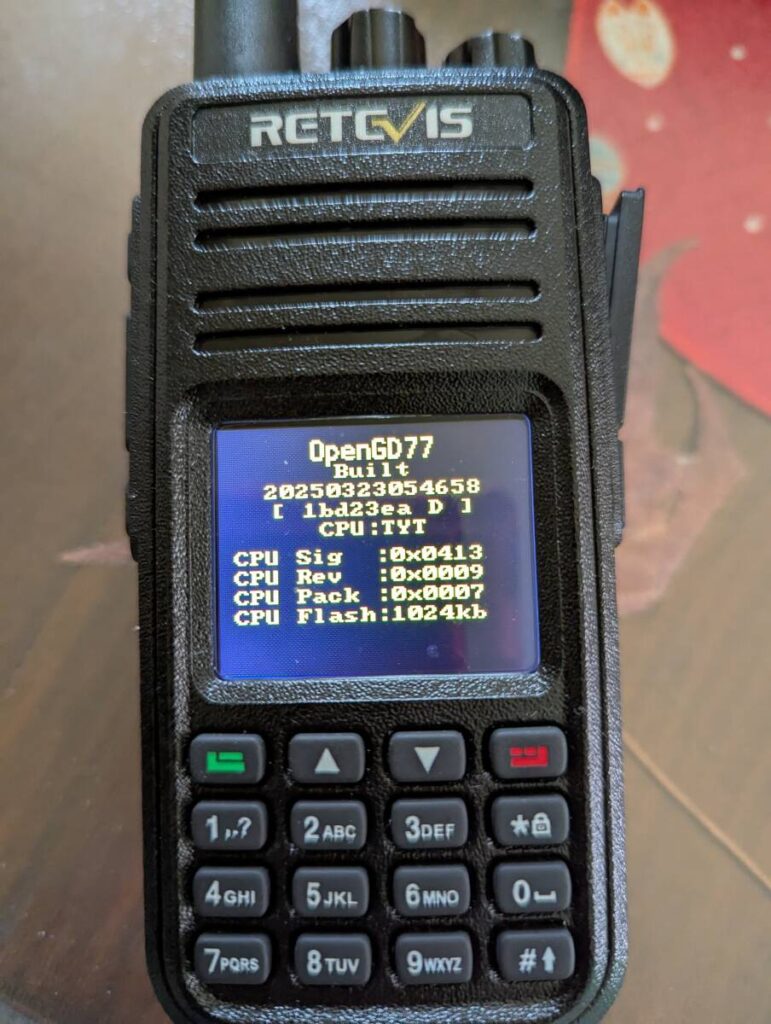 RETEVIS
OpenGD77
Built
20250323054658
[ 1bd23ea D ]
CPU:TYT
CPU Sig :0x0413
CPU Rev :0x0009
CPU Pack :0x0007
CPU Flash:1024kb
1,.? 2ABC 3DEF *
4GHI 5JKL 6MNO 0
7PQRS 8TUV 9WXYZ #